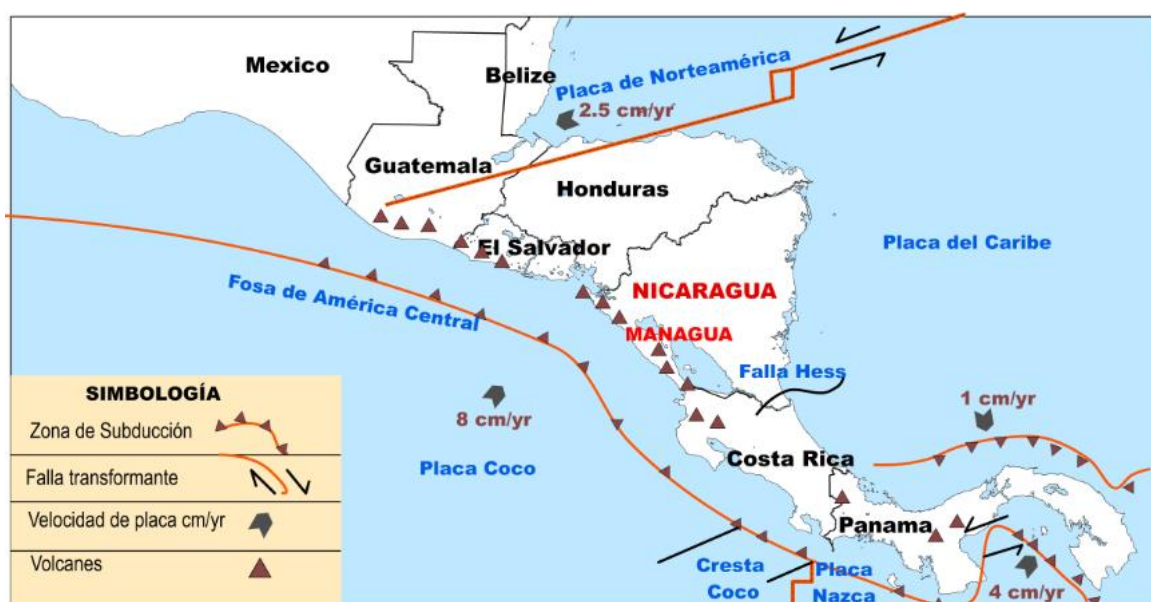 Mexico
Belize
Placa de Norteamérica
2.5 cm/yr
Guatemala
Honduras
El Salvador
Placa del Caribe
Fosa de América Central
NICARAGUA
MANAGUA
Falla Hess
8 cm/yr
1 cm/yr
Placa Coco
Costa Rica
Panama
Cresta
Coco
Placa
Nazca
4 cm/yr
SIMBOLOGÍA
Zona de Subducción
Falla transformante
Velocidad de placa cm/yr
Volcanes